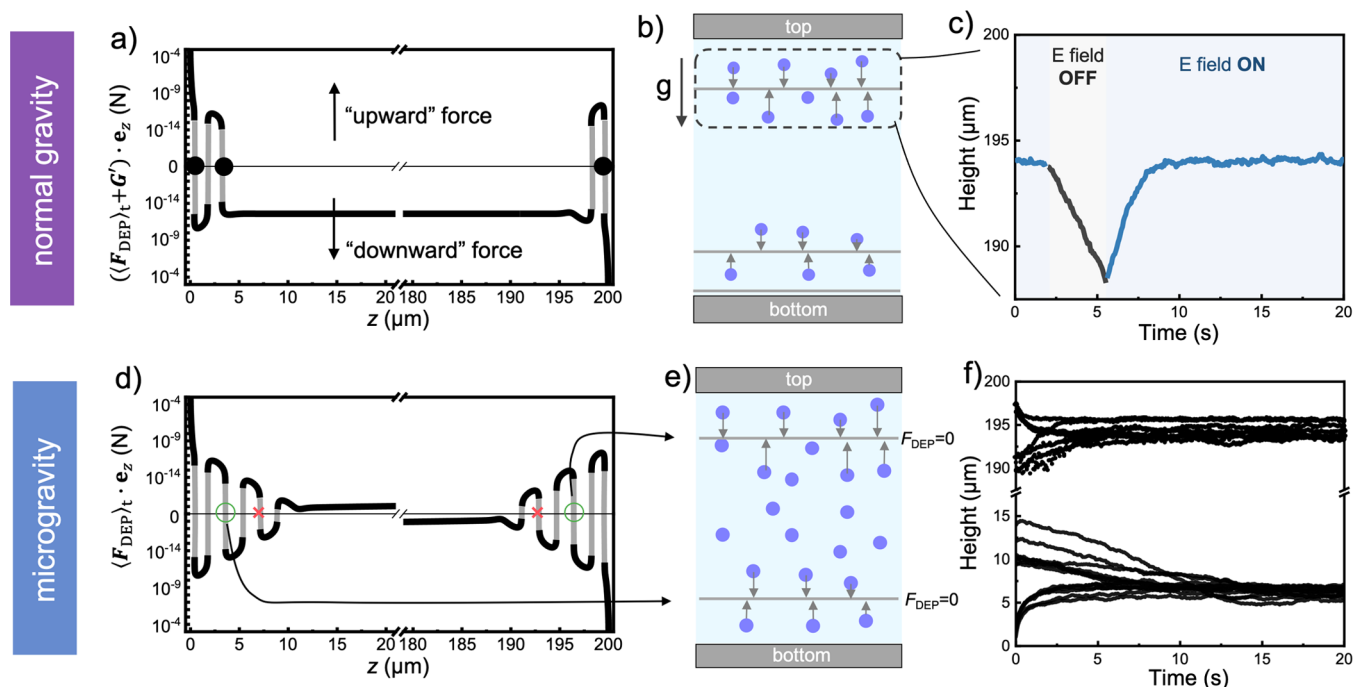 normal gravity
a)
(⟨F_DEP⟩_t + G′) · e_z (N)
10⁻⁴
10⁻⁹
10⁻¹⁴
0
10⁻¹⁴
10⁻⁹
10⁻⁴
"upward" force
"downward" force
0 5 10 15 20 180 185 190 195 200
z (µm)
b)
top
g
bottom
c)
Height (µm)
200
195
190
E field
OFF
E field ON
0 5 10 15 20
Time (s)
microgravity
d)
⟨F_DEP⟩_t · e_z (N)
10⁻⁴
10⁻⁹
10⁻¹⁴
0
10⁻¹⁴
10⁻⁹
10⁻⁴
0 5 10 15 20 180 185 190 195 200
z (µm)
e)
top
F_DEP=0
F_DEP=0
bottom
f)
Height (µm)
200
195
190
15
10
5
0
0 5 10 15 20
Time (s)